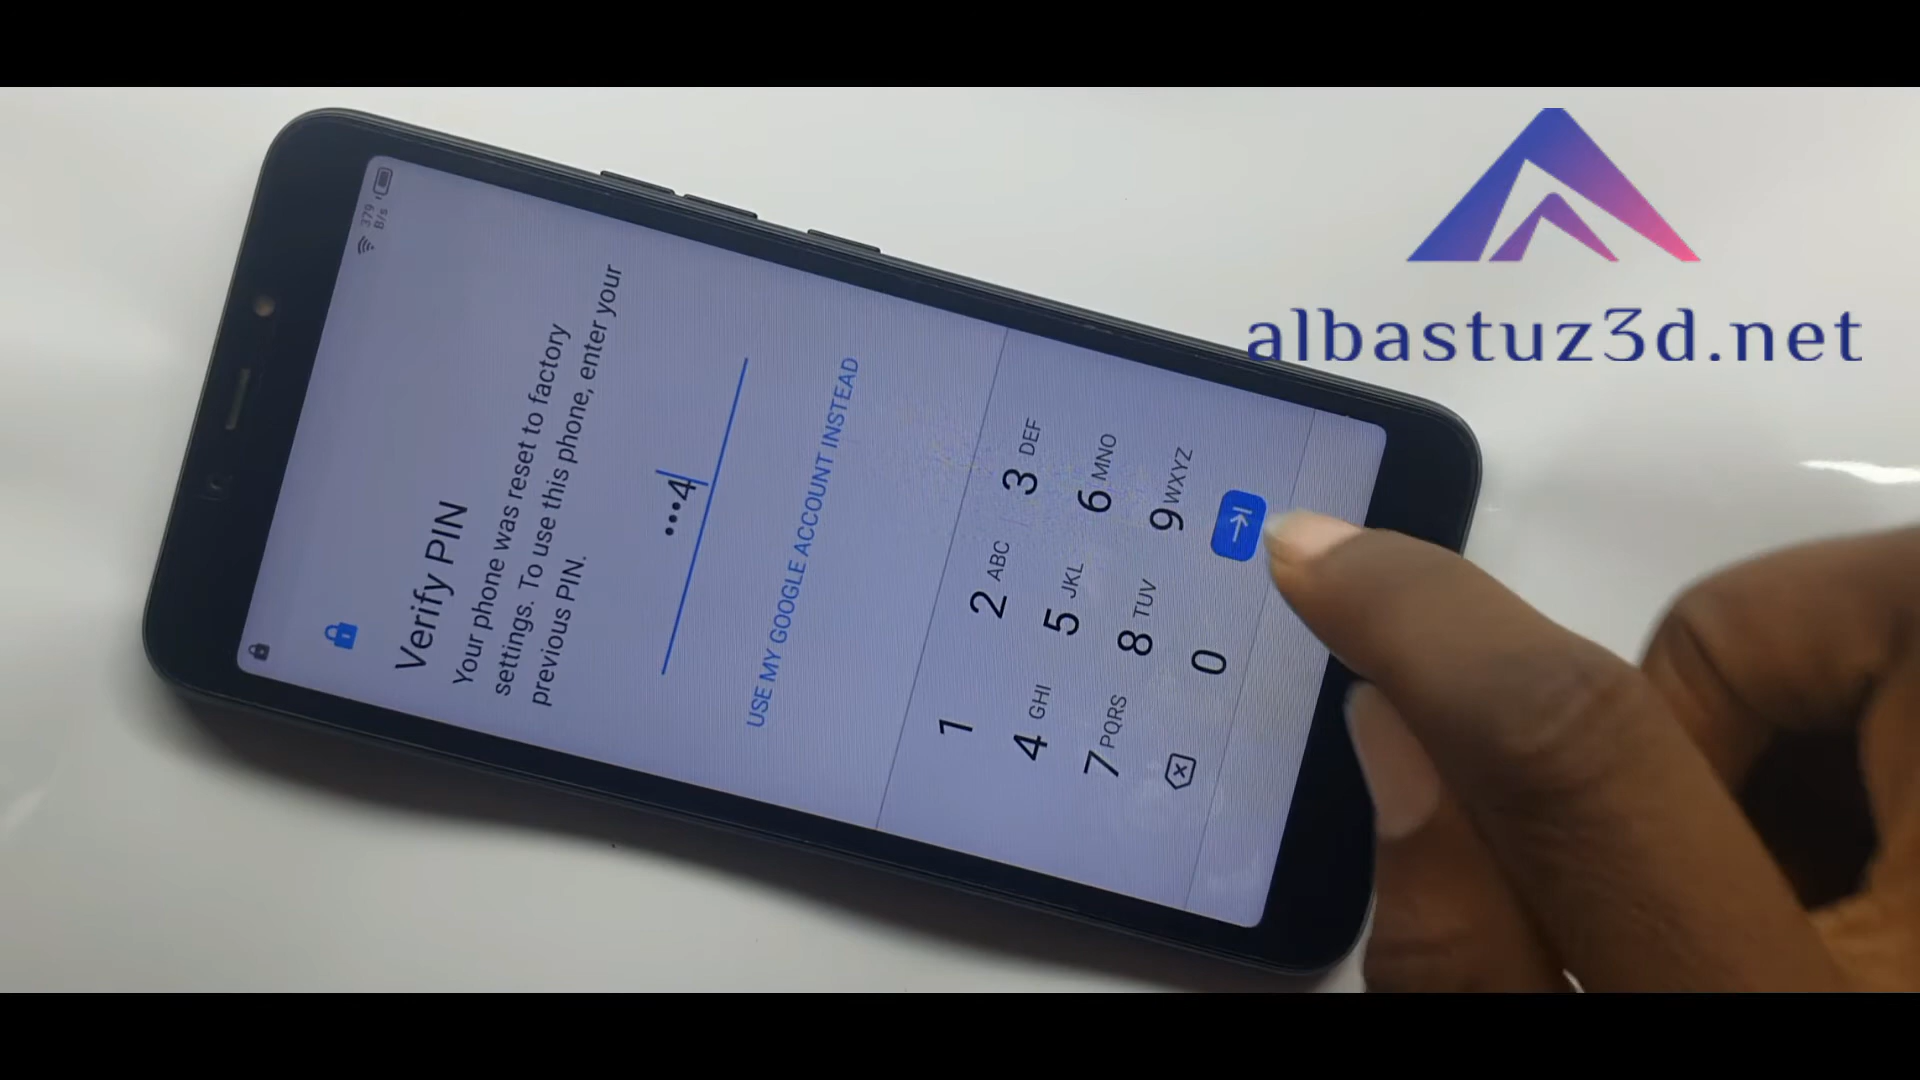 379
B/s
Verify PIN
Your phone was reset to factory
settings. To use this phone, enter your
previous PIN.
•••4
USE MY GOOGLE ACCOUNT INSTEAD
1
2 ABC
3 DEF
4 GHI
5 JKL
6 MNO
7 PQRS
8 TUV
9 WXYZ
0
albastuz3d.net